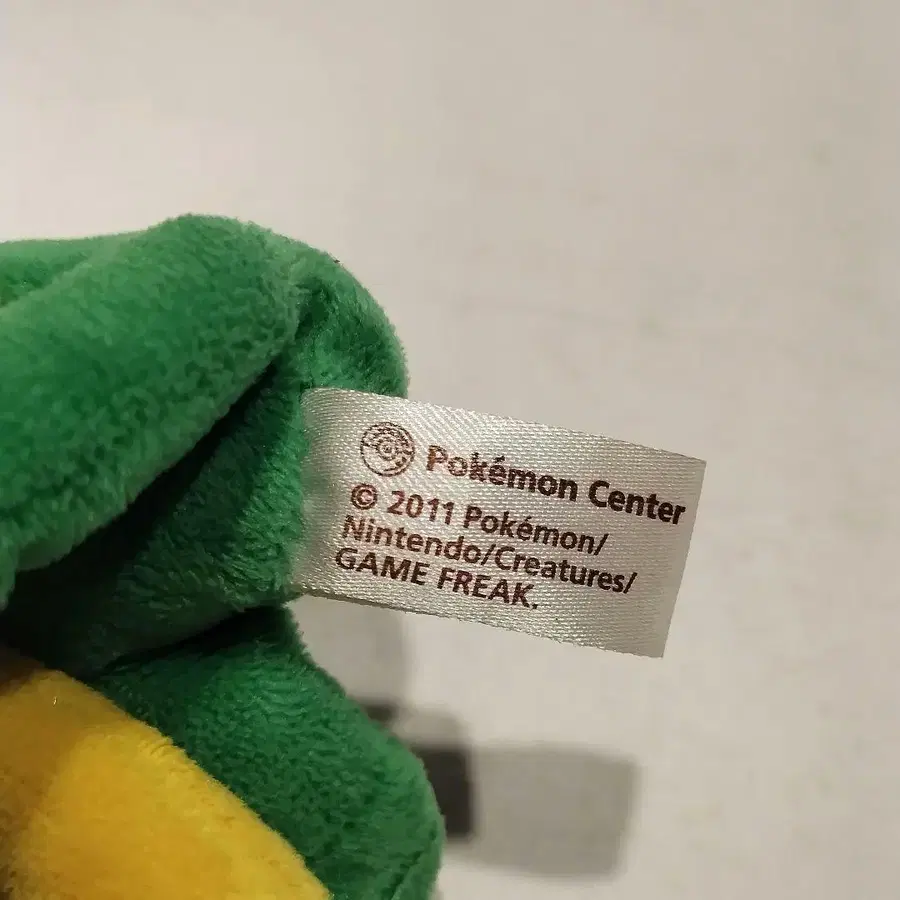 Pokémon Center
© 2011 Pokémon/
Nintendo/Creatures/
GAME FREAK.